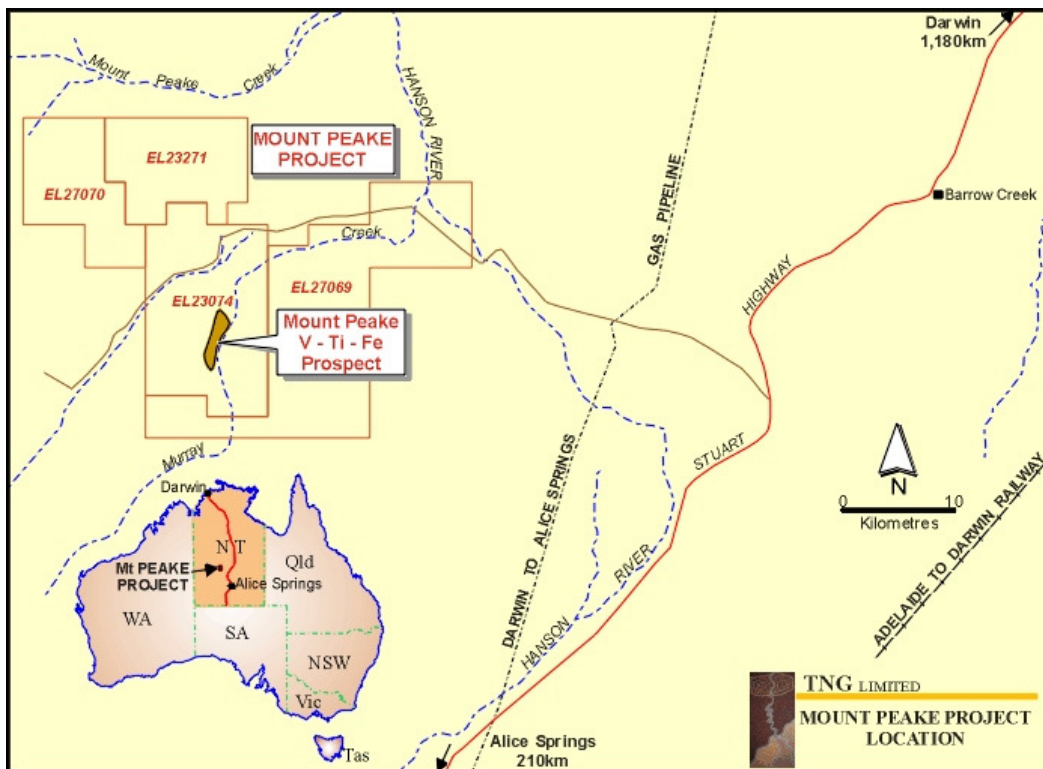 Darwin
1,180km
Mount Peake Creek
HANSON RIVER
MOUNT PEAKE
PROJECT
EL23271
EL27070
GAS PIPELINE
Barrow Creek
Creek
EL27069
EL23074
HIGHWAY
Mount Peake
V - Ti - Fe
Prospect
Murray
STUART
N
0 10
Kilometres
DARWIN TO ALICE SPRINGS
ADELAIDE TO DARWIN RAILWAY
HANSON RIVER
Darwin
NT
Qld
Mt PEAKE
PROJECT
Alice Springs
WA
SA
NSW
Vic
Tas
Alice Springs
210km
TNG LIMITED
MOUNT PEAKE PROJECT
LOCATION